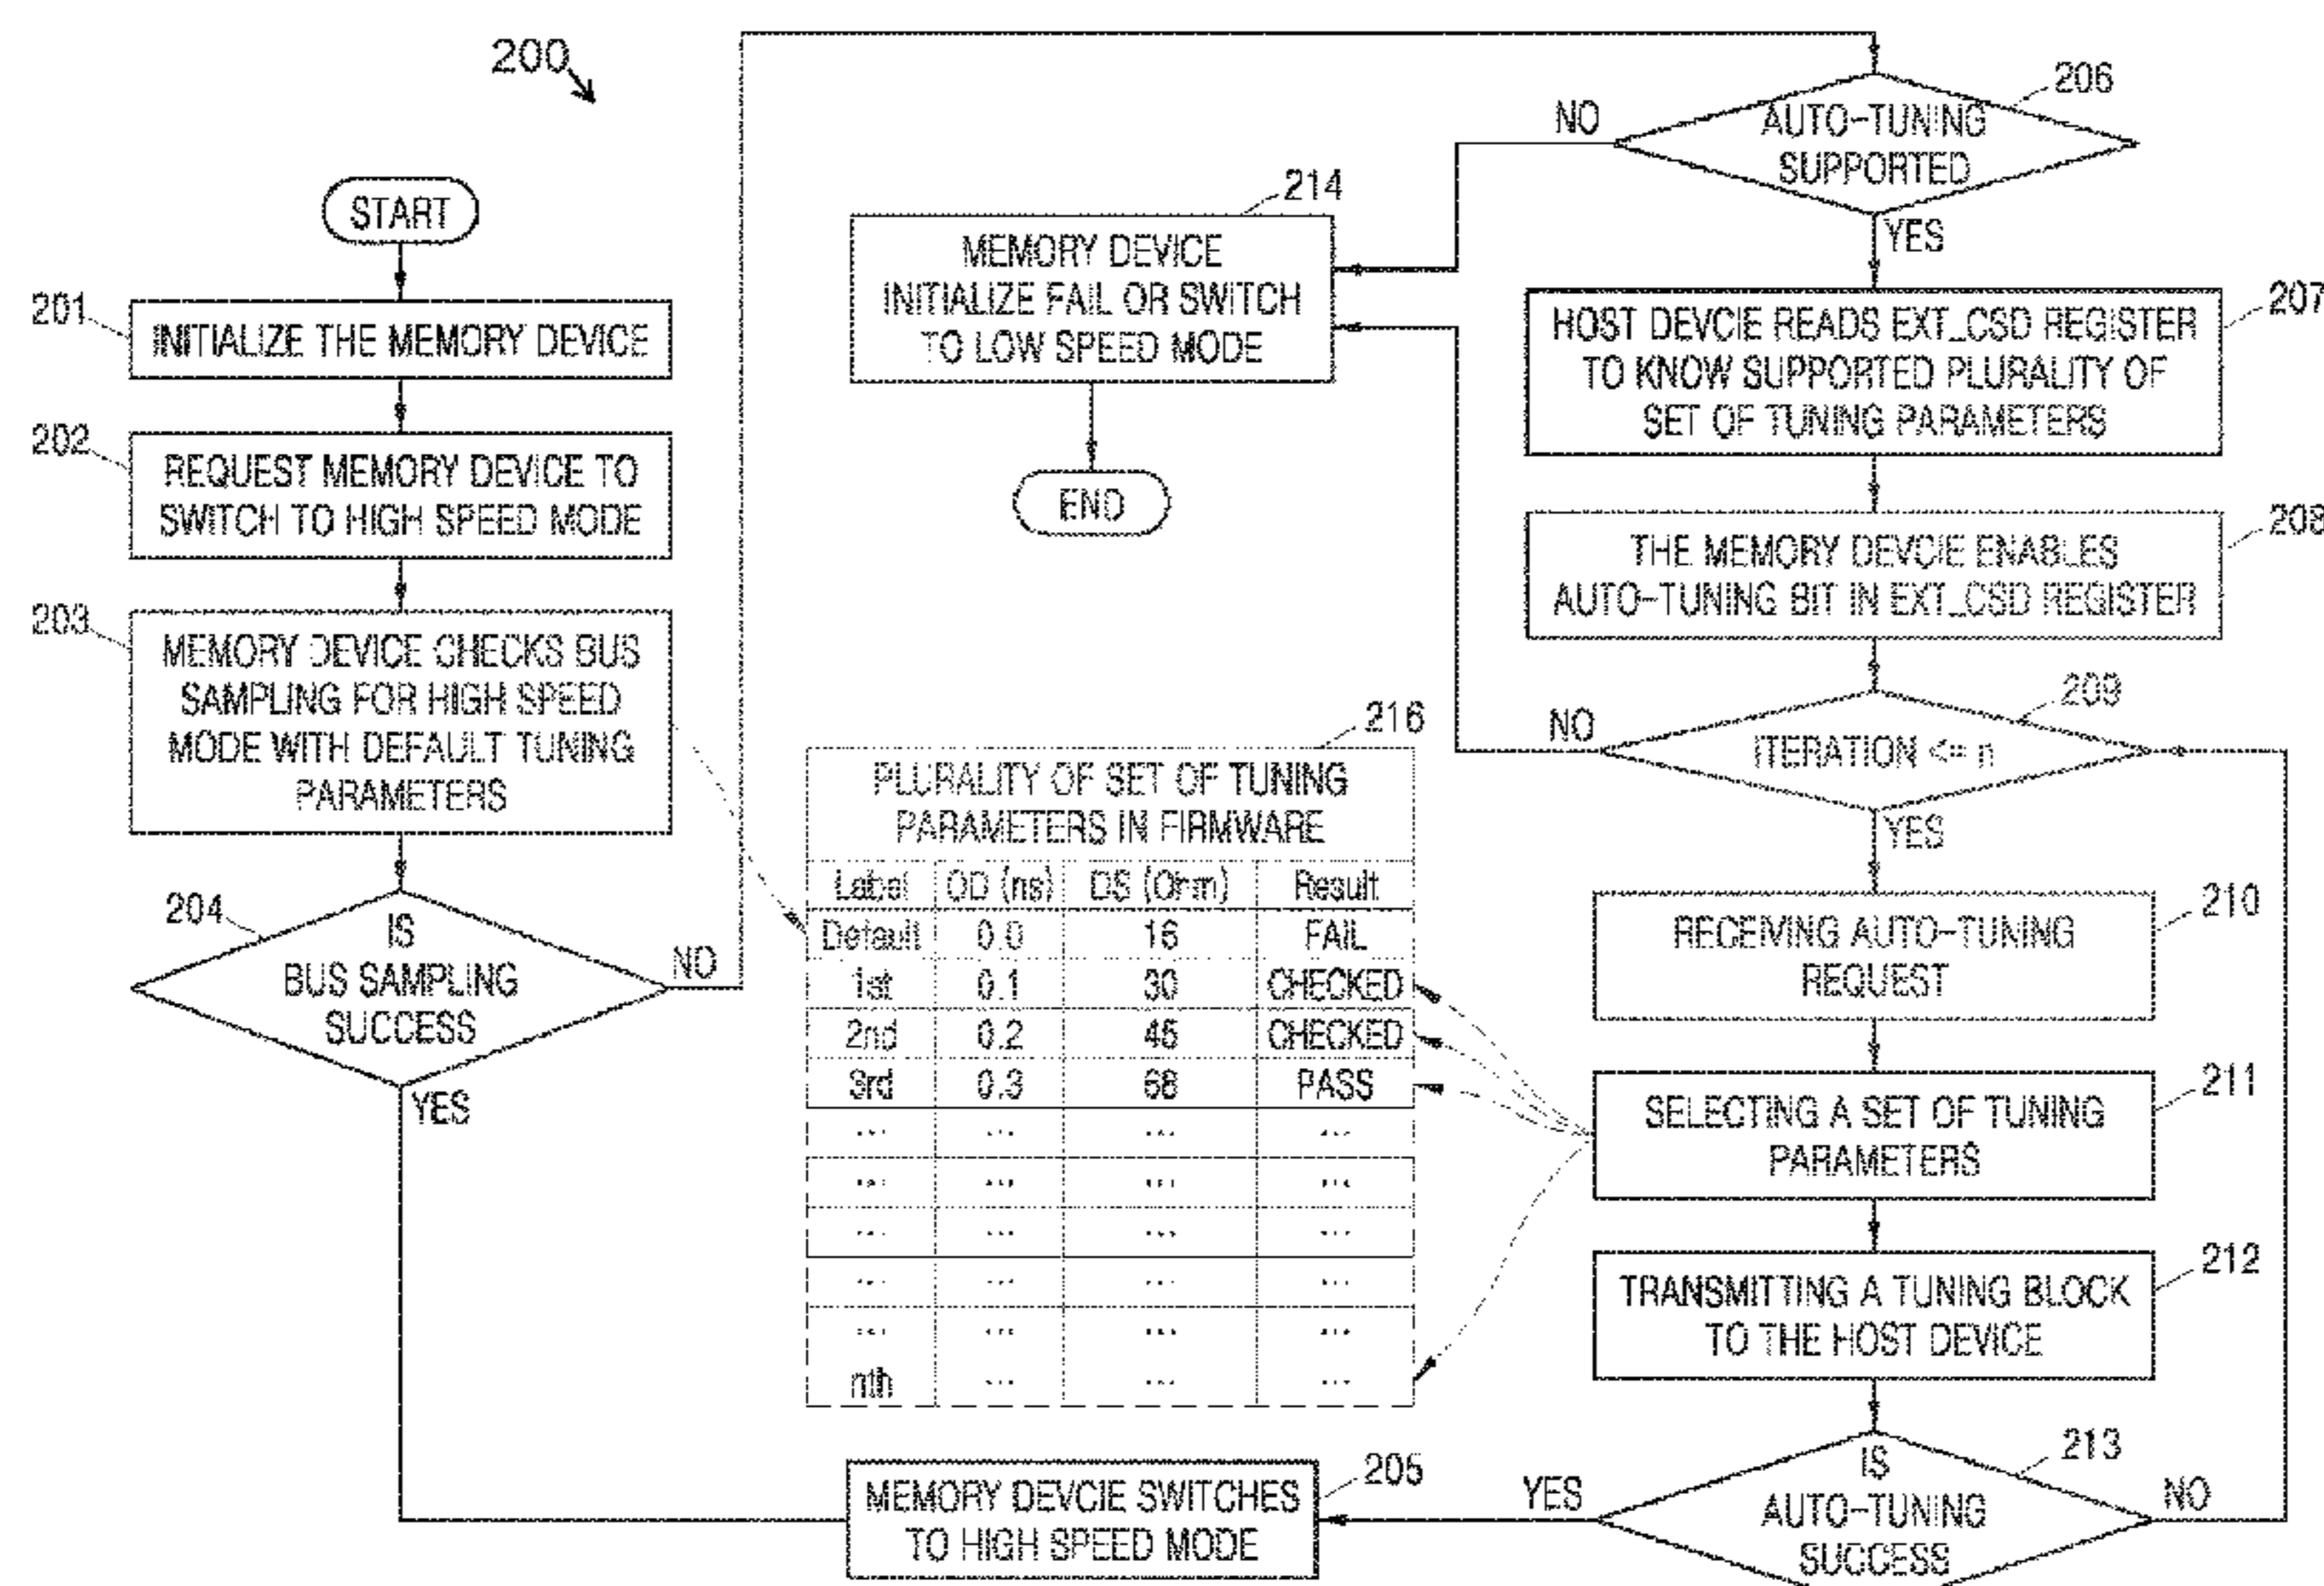 200
START
201
INITIALIZE THE MEMORY DEVICE
202
REQUEST MEMORY DEVICE TO
SWITCH TO HIGH SPEED MODE
203
MEMORY DEVICE CHECKS BUS
SAMPLING FOR HIGH SPEED
MODE WITH DEFAULT TUNING
PARAMETERS
204
IS
BUS SAMPLING
SUCCESS
NO
YES
206
AUTO-TUNING
SUPPORTED
NO
YES
214
MEMORY DEVICE
INITIALIZE FAIL OR SWITCH
TO LOW SPEED MODE
END
207
HOST DEVCIE READS EXT_CSD REGISTER
TO KNOW SUPPORTED PLURALITY OF
SET OF TUNING PARAMETERS
208
THE MEMORY DEVCIE ENABLES
AUTO-TUNING BIT IN EXT_CSD REGISTER
209
ITERATION <= n
NO
YES
210
RECEIVING AUTO-TUNING
REQUEST
211
SELECTING A SET OF TUNING
PARAMETERS
212
TRANSMITTING A TUNING BLOCK
TO THE HOST DEVICE
213
IS
AUTO-TUNING
SUCCESS
YES
NO
205
MEMORY DEVCIE SWITCHES
TO HIGH SPEED MODE
216
PLURALITY OF SET OF TUNING
PARAMETERS IN FIRMWARE
Label OD (ns) DS (Ohm) Result
Default 0.0 16 FAIL
1st 0.1 30 CHECKED
2nd 0.2 45 CHECKED
3rd 0.3 68 PASS
... ... ... ...
... ... ... ...
... ... ... ...
... ... ... ...
... ... ... ...
nth ... ... ...